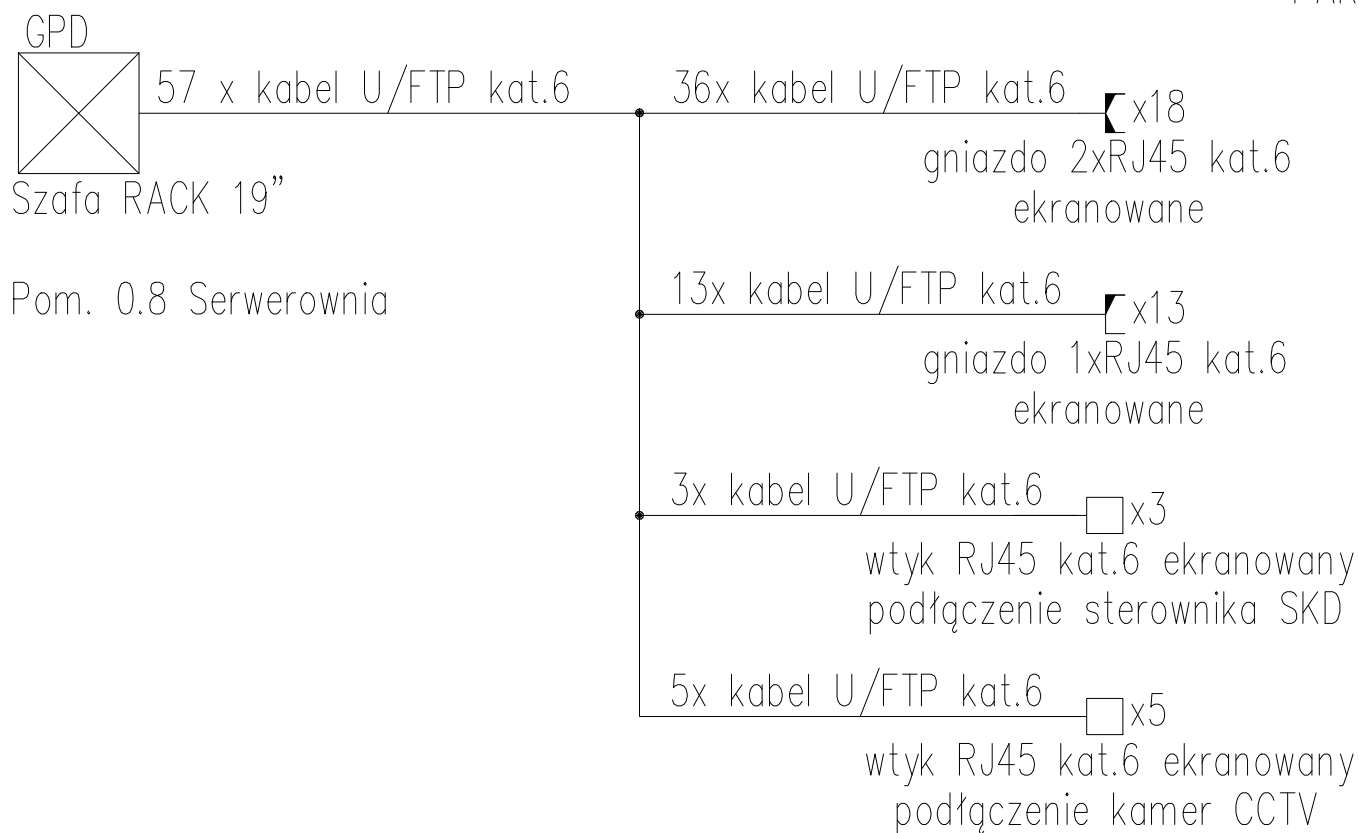 GPD
57 x kabel U/FTP kat.6
36x kabel U/FTP kat.6
x18
gniazdo 2xRJ45 kat.6
ekranowane
Szafa RACK 19”
Pom. 0.8 Serwerownia
13x kabel U/FTP kat.6
x13
gniazdo 1xRJ45 kat.6
ekranowane
3x kabel U/FTP kat.6
x3
wtyk RJ45 kat.6 ekranowany
podłączenie sterownika SKD
5x kabel U/FTP kat.6
x5
wtyk RJ45 kat.6 ekranowany
podłączenie kamer CCTV